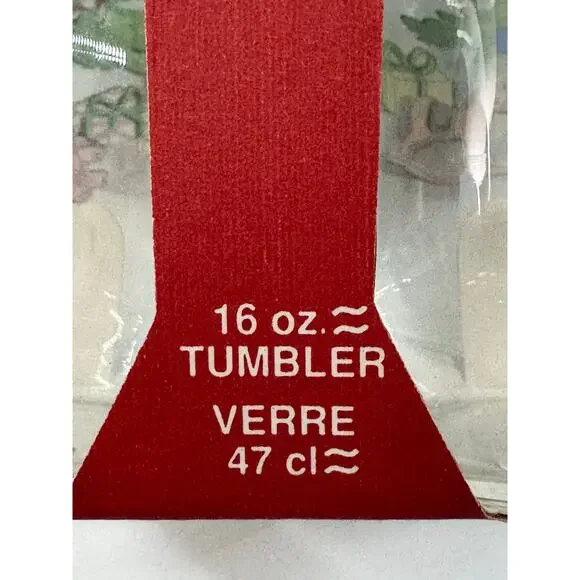 16 oz.≈
TUMBLER
VERRE
47 cl≈